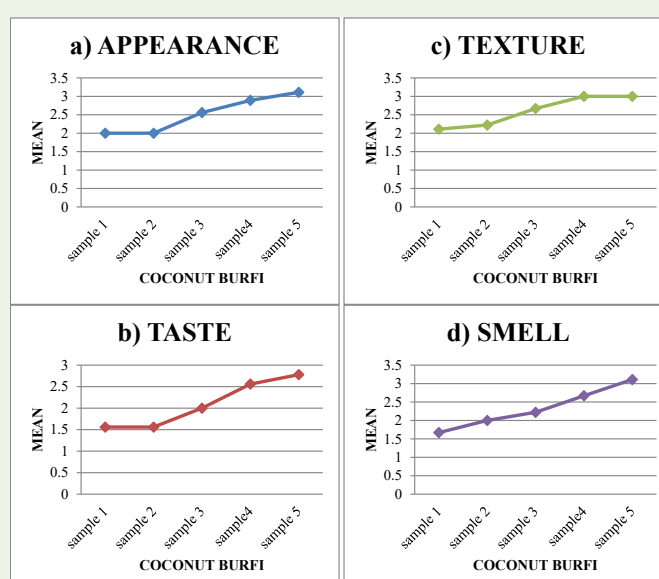 a) APPEARANCE
3.5
3
2.5
2
1.5
1
0.5
0
MEAN
sample 1
sample 2
sample 3
sample4
sample 5
COCONUT BURFI
c) TEXTURE
3.5
3
2.5
2
1.5
1
0.5
0
MEAN
sample 1
sample 2
sample 3
sample4
sample 5
COCONUT BURFI
b) TASTE
3
2.5
2
1.5
1
0.5
0
MEAN
sample 1
sample 2
sample 3
sample4
sample 5
COCONUT BURFI
d) SMELL
3.5
3
2.5
2
1.5
1
0.5
0
MEAN
sample 1
sample 2
sample 3
sample4
sample 5
COCONUT BURFI